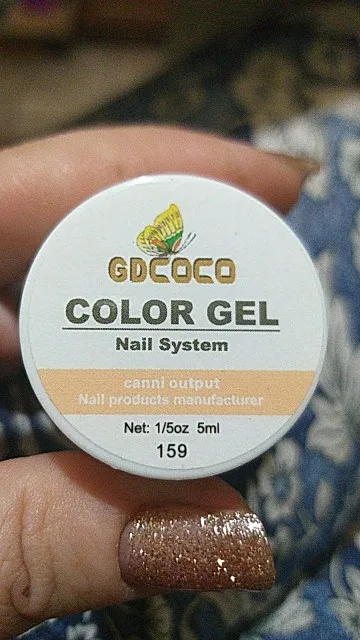 GDCOCO
COLOR GEL
Nail System
canni output
Nail products manufacturer
Net: 1/5oz 5ml
159